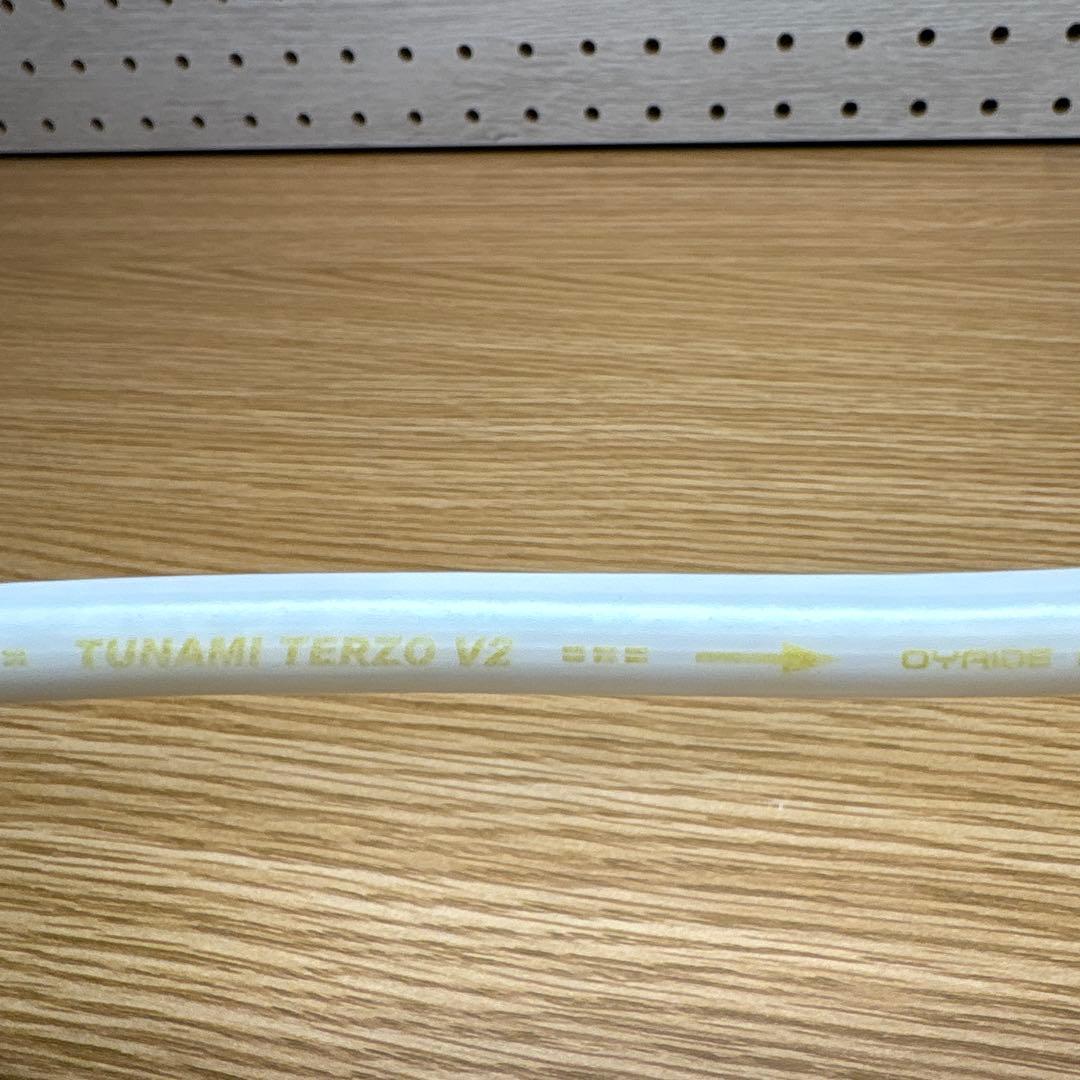 TUNAMI TERZO V2 === → OYAIDE